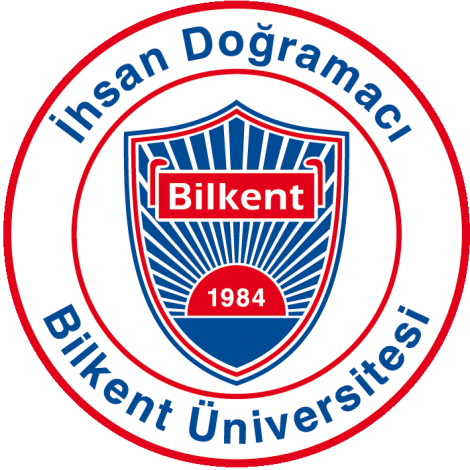 İhsan Doğramacı
Bilkent
1984
Bilkent Üniversitesi